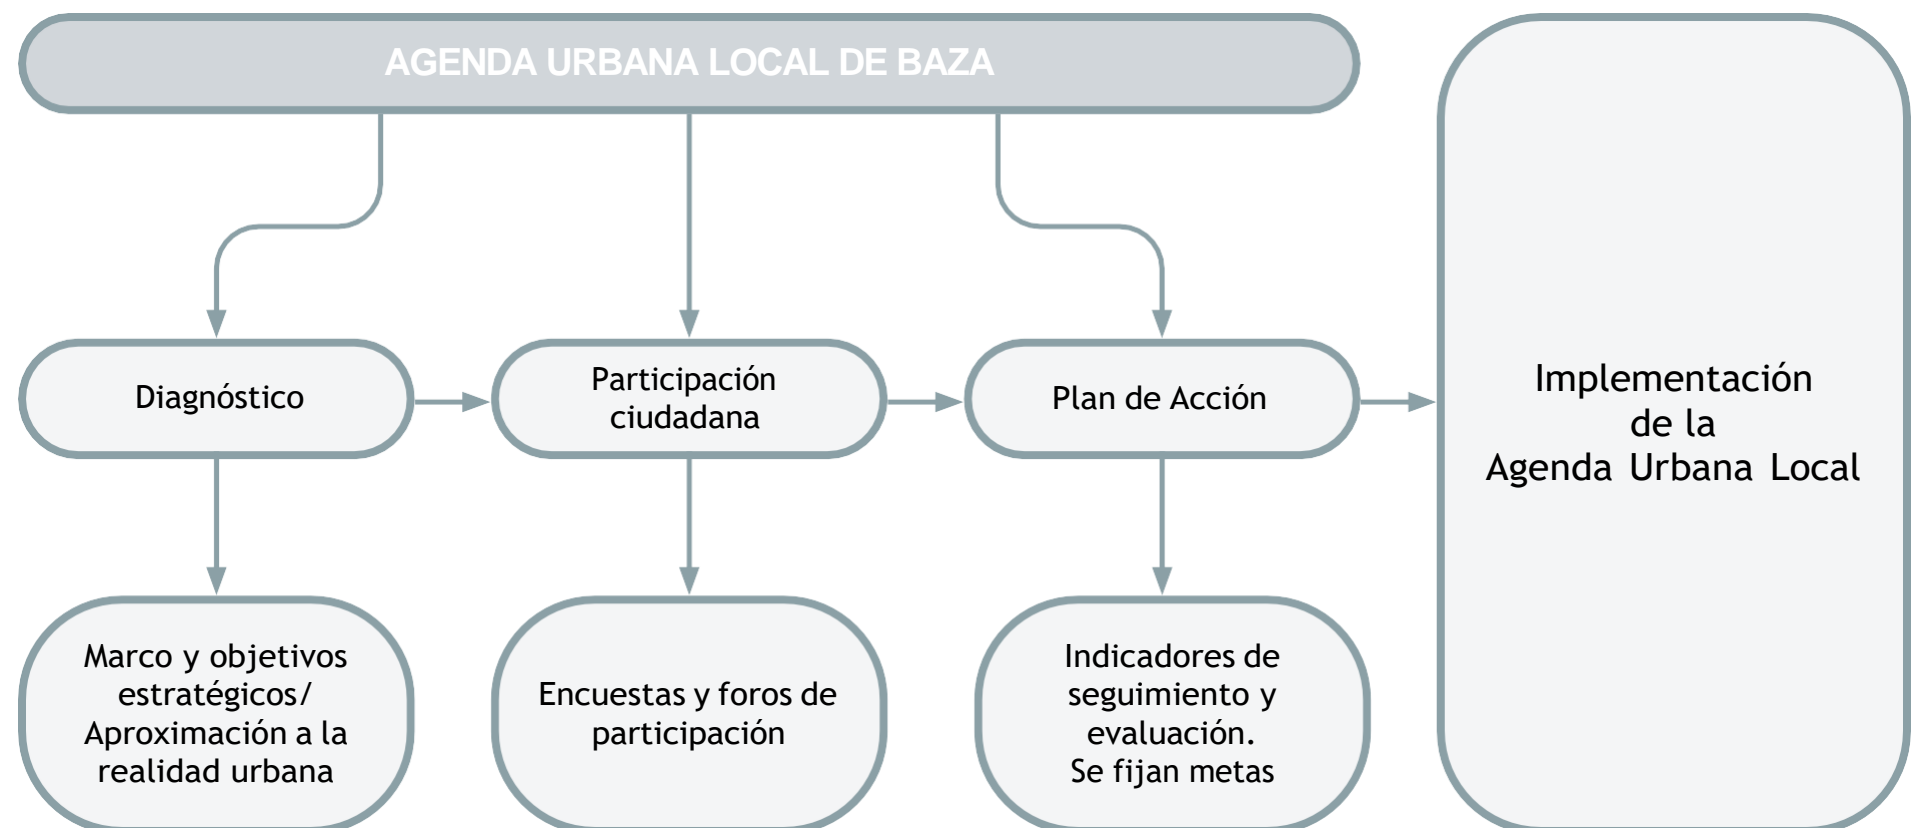 AGENDA URBANA LOCAL DE BAZA
Diagnóstico
Participación
ciudadana
Plan de Acción
Implementación
de la
Agenda Urbana Local
Marco y objetivos
estratégicos/
Aproximación a la
realidad urbana
Encuestas y foros de
participación
Indicadores de
seguimiento y
evaluación.
Se fijan metas